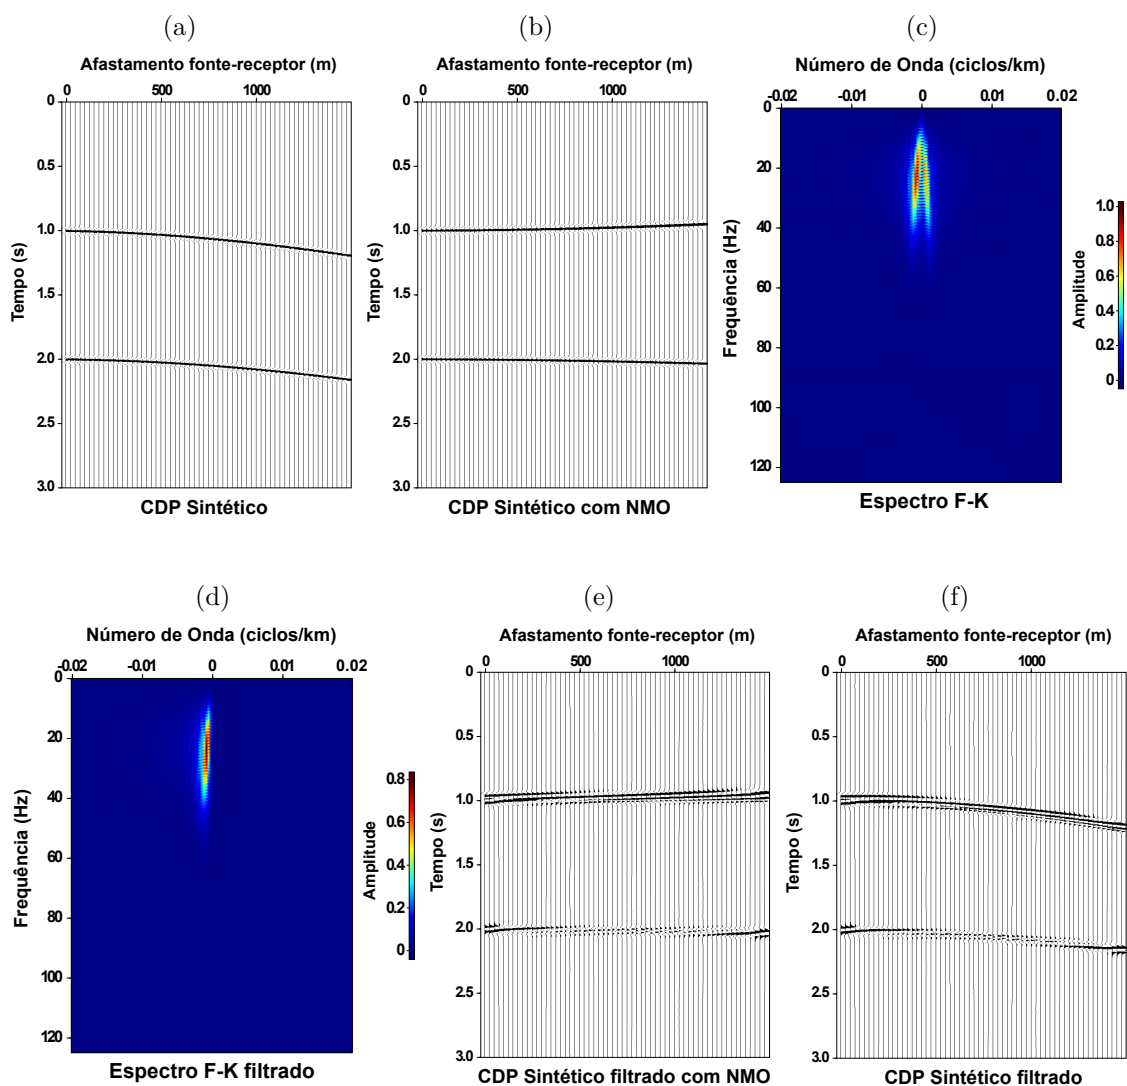 (a)
Afastamento fonte-receptor (m)
0 500 1000
Tempo (s)
0
0.5
1.0
1.5
2.0
2.5
3.0
CDP Sintético
(b)
Afastamento fonte-receptor (m)
0 500 1000
Tempo (s)
0
0.5
1.0
1.5
2.0
2.5
3.0
CDP Sintético com NMO
(c)
Número de Onda (ciclos/km)
-0.02 -0.01 0 0.01 0.02
Frequência (Hz)
0
20
40
60
80
100
120
Espectro F-K
Amplitude
1.0
0.8
0.6
0.4
0.2
0
(d)
Número de Onda (ciclos/km)
-0.02 -0.01 0 0.01 0.02
Frequência (Hz)
0
20
40
60
80
100
120
Espectro F-K filtrado
Amplitude
0.8
0.6
0.4
0.2
0
(e)
Afastamento fonte-receptor (m)
0 500 1000
Tempo (s)
0
0.5
1.0
1.5
2.0
2.5
3.0
CDP Sintético filtrado com NMO
(f)
Afastamento fonte-receptor (m)
0 500 1000
Tempo (s)
0
0.5
1.0
1.5
2.0
2.5
3.0
CDP Sintético filtrado